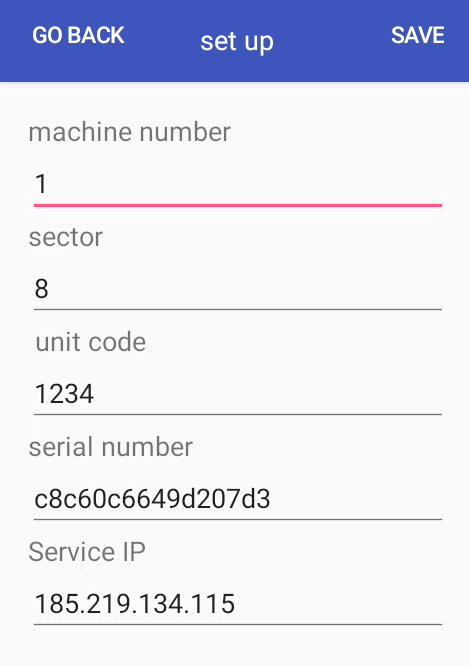 GO BACK set up SAVE
machine number
1
sector
8
unit code
1234
serial number
c8c60c6649d207d3
Service IP
185.219.134.115